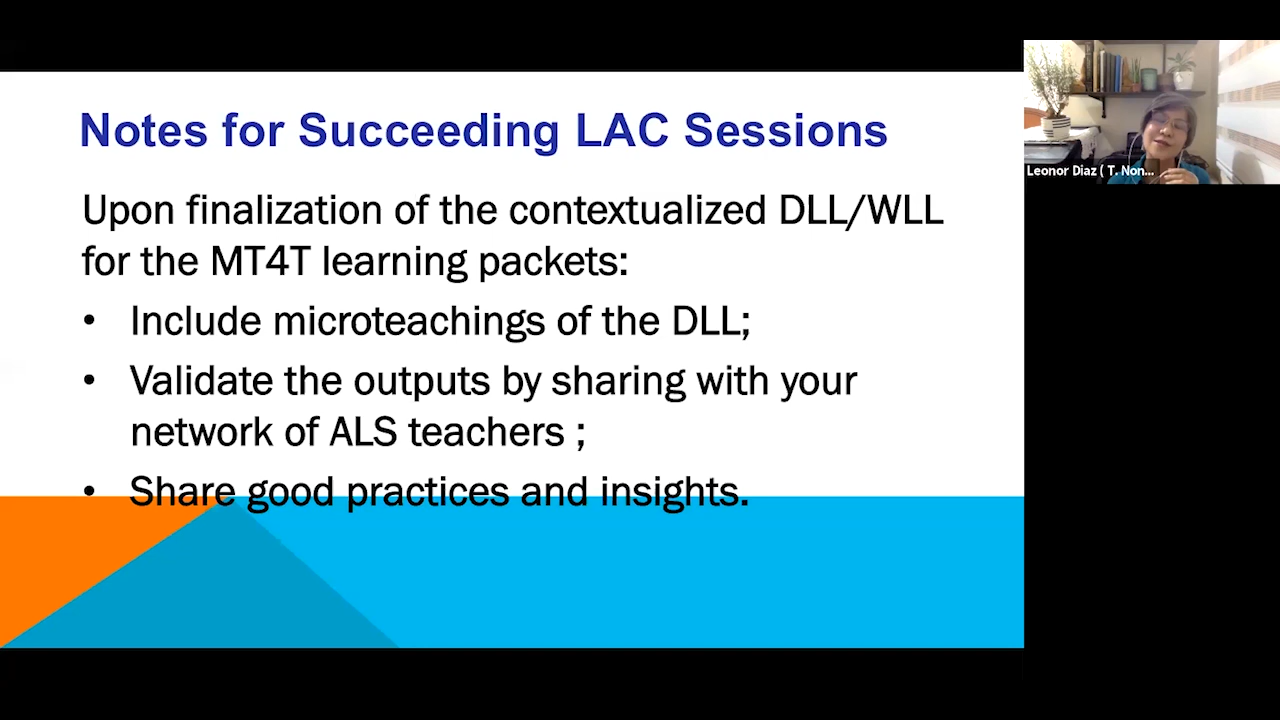 Notes for Succeeding LAC Sessions
Upon finalization of the contextualized DLL/WLL
for the MT4T learning packets:
• Include microteachings of the DLL;
• Validate the outputs by sharing with your
network of ALS teachers ;
• Share good practices and insights.
Leonor Diaz ( T. Non...